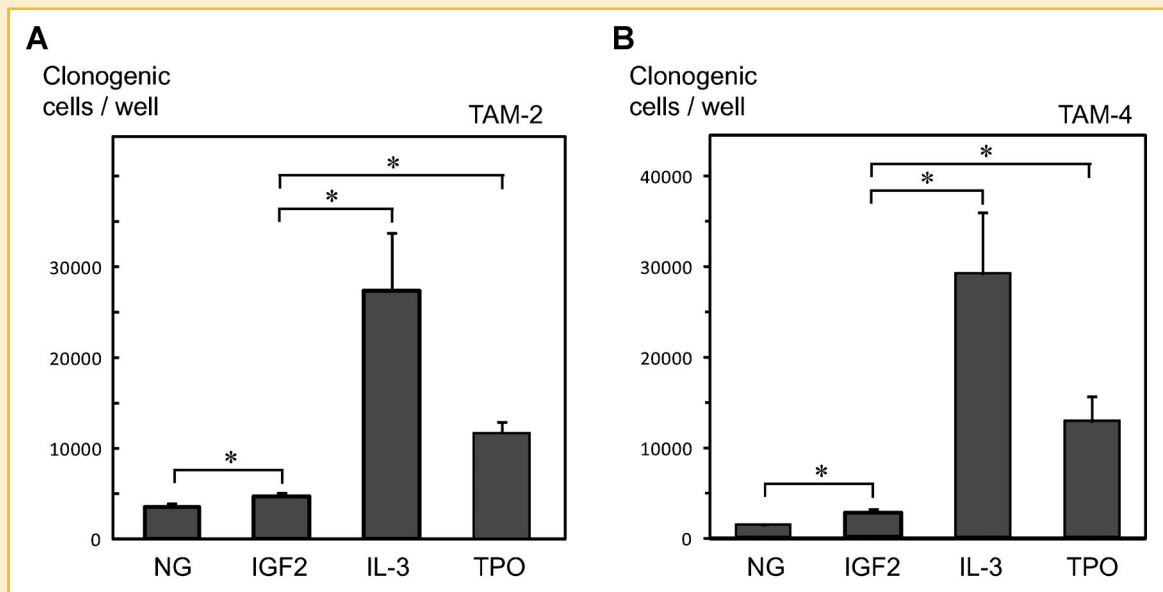 A
Clonogenic
cells / well
TAM-2
*
*
30000
20000
10000
*
0
NG IGF2 IL-3 TPO
B
Clonogenic
cells / well
TAM-4
*
40000
*
30000
20000
10000
*
0
NG IGF2 IL-3 TPO